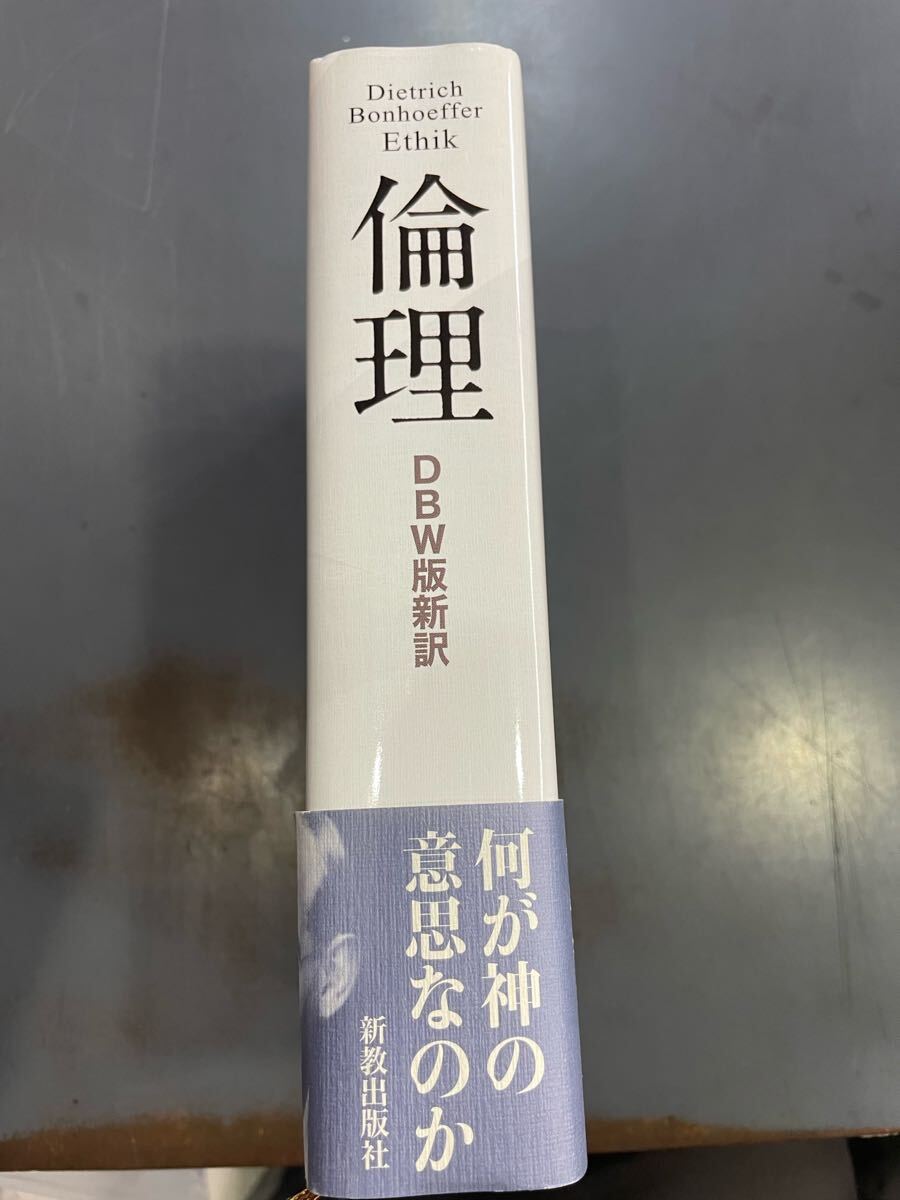 Dietrich
Bonhoeffer
Ethik
倫理
DBW版新訳
何が神の
意思なのか
新教出版社